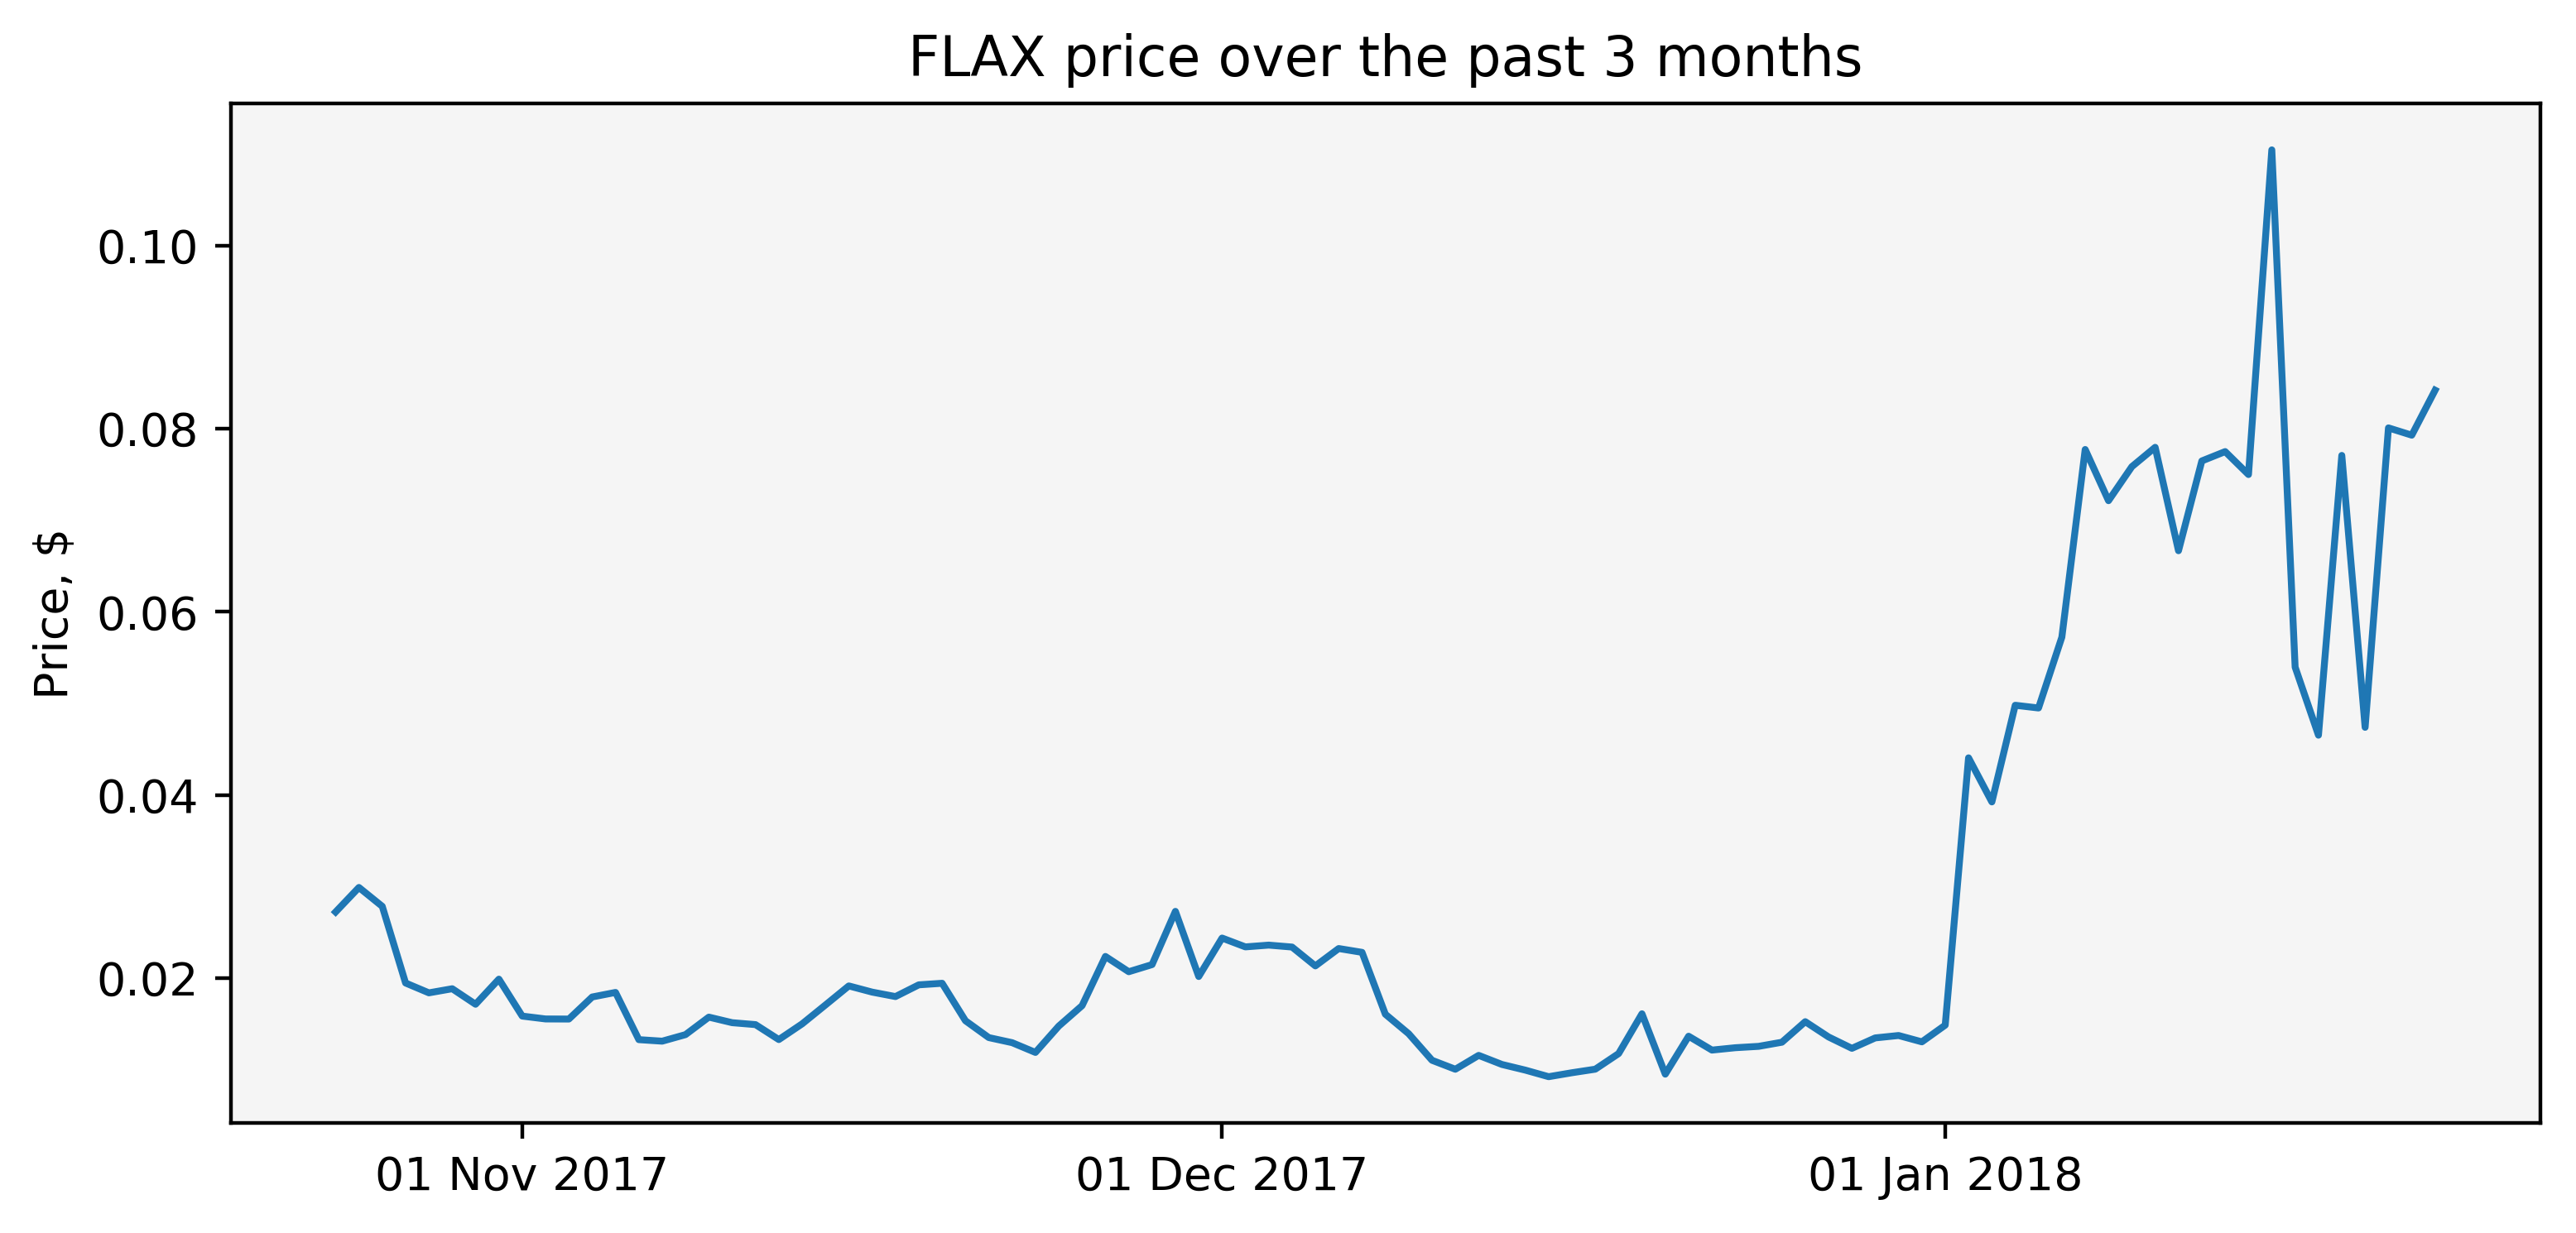 FLAX price over the past 3 months
Price, $
0.10
0.08
0.06
0.04
0.02
01 Nov 2017
01 Dec 2017
01 Jan 2018